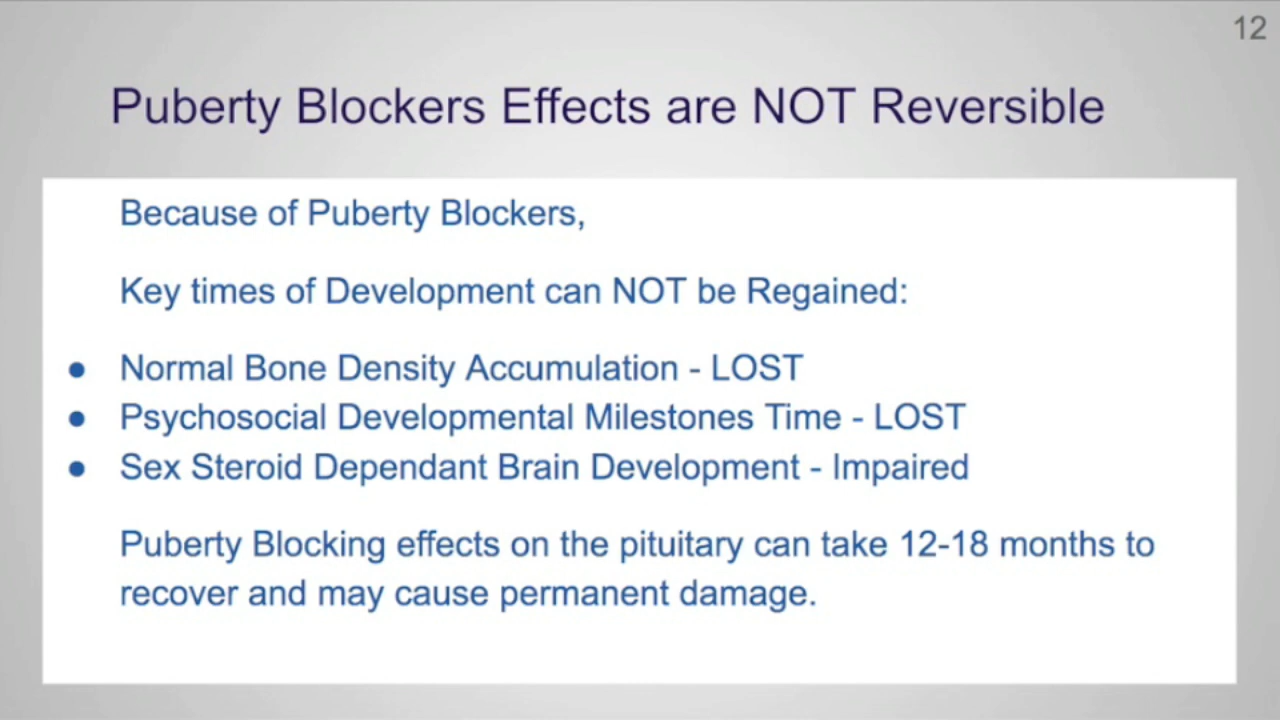 12
Puberty Blockers Effects are NOT Reversible
Because of Puberty Blockers,
Key times of Development can NOT be Regained:
● Normal Bone Density Accumulation - LOST
● Psychosocial Developmental Milestones Time - LOST
● Sex Steroid Dependant Brain Development - Impaired
Puberty Blocking effects on the pituitary can take 12-18 months to
recover and may cause permanent damage.